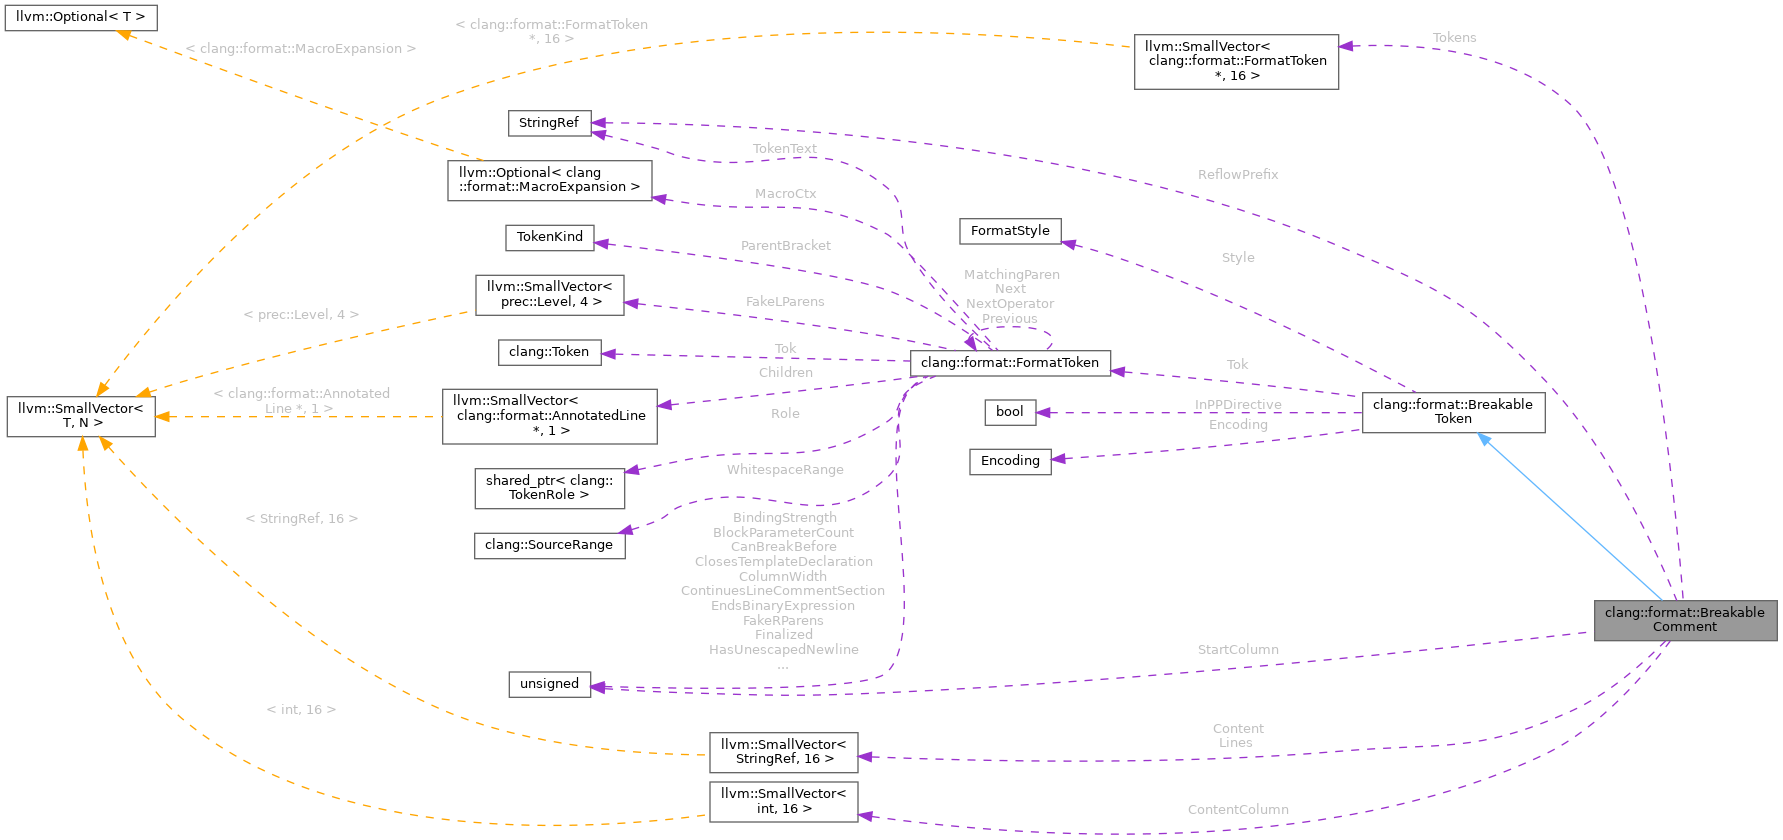 llvm::Optional< T >
< clang::format::MacroExpansion >
< clang::format::FormatToken
*, 16 >
llvm::SmallVector<
clang::format::FormatToken
*, 16 >
Tokens
StringRef
TokenText
llvm::Optional< clang
::format::MacroExpansion >
MacroCtx
ReflowPrefix
TokenKind
ParentBracket
FormatStyle
Style
llvm::SmallVector<
prec::Level, 4 >
< prec::Level, 4 >
FakeLParens
MatchingParen
Next
NextOperator
Previous
clang::Token
Tok
clang::format::FormatToken
Tok
Children
llvm::SmallVector<
T, N >
< clang::format::Annotated
Line *, 1 >
llvm::SmallVector<
clang::format::AnnotatedLine
*, 1 >
Role
bool
InPPDirective
Encoding
clang::format::Breakable
Token
Encoding
shared_ptr< clang::
TokenRole >
WhitespaceRange
clang::SourceRange
< StringRef, 16 >
BindingStrength
BlockParameterCount
CanBreakBefore
ClosesTemplateDeclaration
ColumnWidth
ContinuesLineCommentSection
EndsBinaryExpression
FakeRParens
Finalized
HasUnescapedNewline
...
clang::format::Breakable
Comment
unsigned
StartColumn
< int, 16 >
llvm::SmallVector<
StringRef, 16 >
Content
Lines
llvm::SmallVector<
int, 16 >
ContentColumn